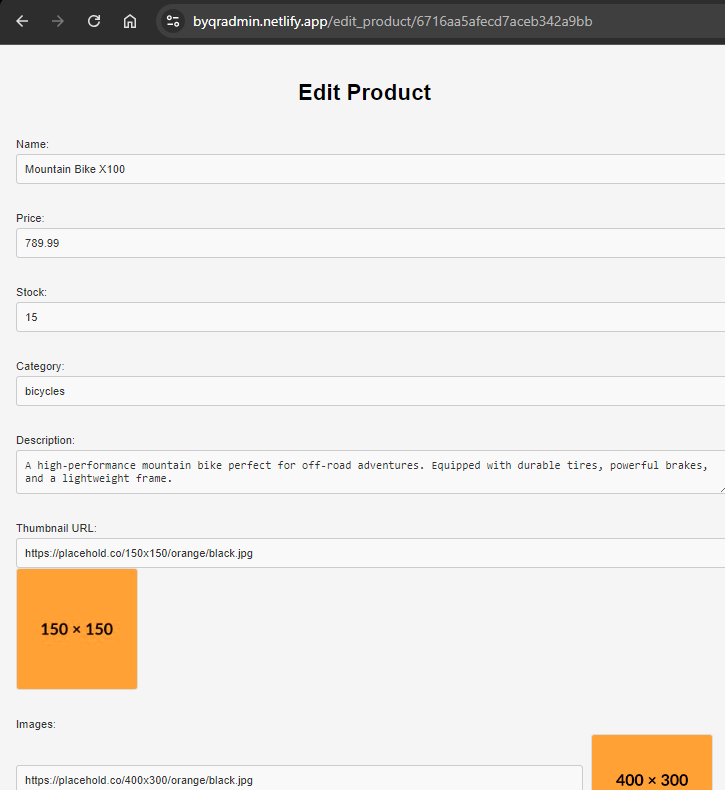 byqradmin.netlify.app/edit_product/6716aa5afecd7aceb342a9bb
Edit Product
Name:
Mountain Bike X100
Price:
789.99
Stock:
15
Category:
bicycles
Description:
A high-performance mountain bike perfect for off-road adventures. Equipped with durable tires, powerful brakes,
and a lightweight frame.
Thumbnail URL:
https://placehold.co/150x150/orange/black.jpg
150 × 150
Images:
https://placehold.co/400x300/orange/black.jpg
400 × 300